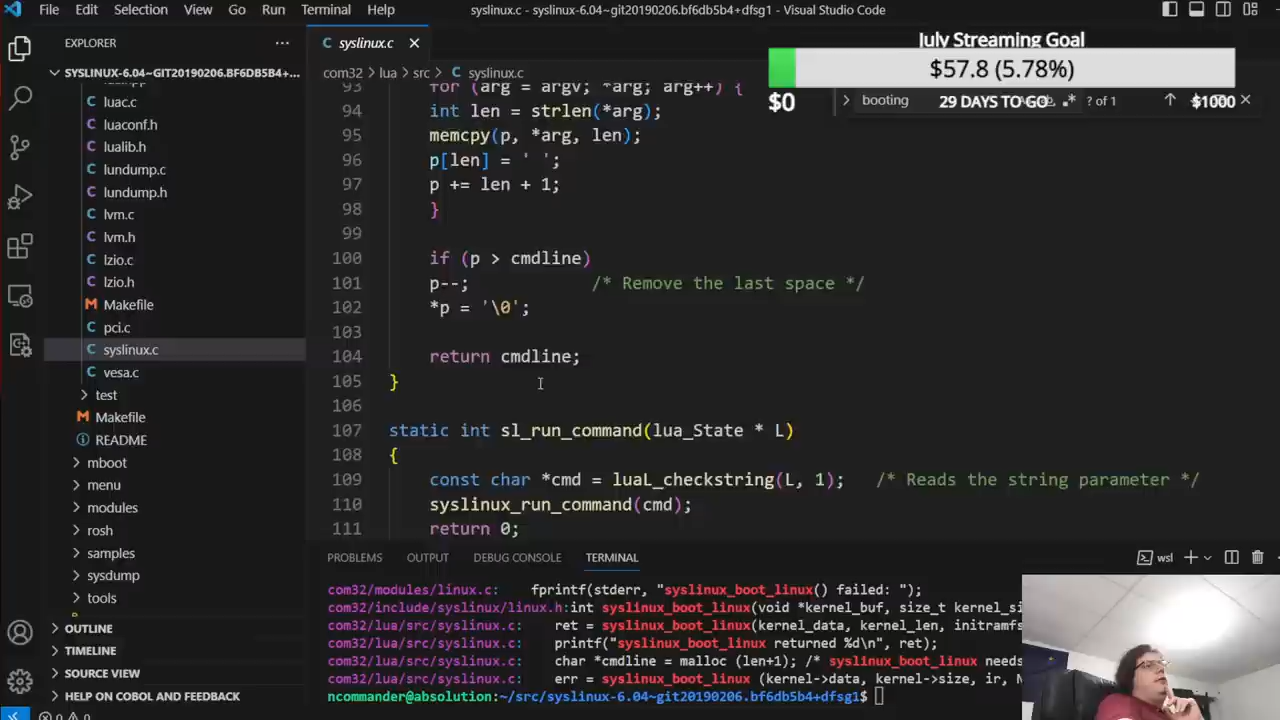 File Edit Selection View Go Run Terminal Help
syslinux.c - syslinux-6.04~git20190206.bf6db5b4+dfsg1 - Visual Studio Code
EXPLORER
SYSLINUX-6.04~GIT20190206.BF6DB5B4+...
luac.c
luaconf.h
lualib.h
lundump.c
lundump.h
lvm.c
lvm.h
lzio.c
lzio.h
Makefile
pci.c
syslinux.c
vesa.c
test
Makefile
README
mboot
menu
modules
rosh
samples
sysdump
tools
OUTLINE
TIMELINE
SOURCE VIEW
HELP ON COBOL AND FEEDBACK
0 0
syslinux.c
com32 > lua > src > syslinux.c
July Streaming Goal
$57.8 (5.78%)
$0
29 DAYS TO GO
$1000
booting
? of 1
93 for (arg = argv; *arg; arg++) {
94 int len = strlen(*arg);
95 memcpy(p, *arg, len);
96 p[len] = ' ';
97 p += len + 1;
98 }
99
100 if (p > cmdline)
101 p--; /* Remove the last space */
102 *p = '\0';
103
104 return cmdline;
105 }
106
107 static int sl_run_command(lua_State * L)
108 {
109 const char *cmd = luaL_checkstring(L, 1); /* Reads the string parameter */
110 syslinux_run_command(cmd);
111 return 0;
PROBLEMS OUTPUT DEBUG CONSOLE TERMINAL
wsl
com32/modules/linux.c: fprintf(stderr, "syslinux_boot_linux() failed: ");
com32/include/syslinux/linux.h:int syslinux_boot_linux(void *kernel_buf, size_t kernel_si
com32/lua/src/syslinux.c: ret = syslinux_boot_linux(kernel_data, kernel_len, initramfs
com32/lua/src/syslinux.c: printf("syslinux_boot_linux returned %d\n", ret);
com32/lua/src/syslinux.c: char *cmdline = malloc (len+1); /* syslinux_boot_linux needs
com32/lua/src/syslinux.c: err = syslinux_boot_linux (kernel->data, kernel->size, ir, N
ncommander@absolution:~/src/syslinux-6.04~git20190206.bf6db5b4+dfsg1$